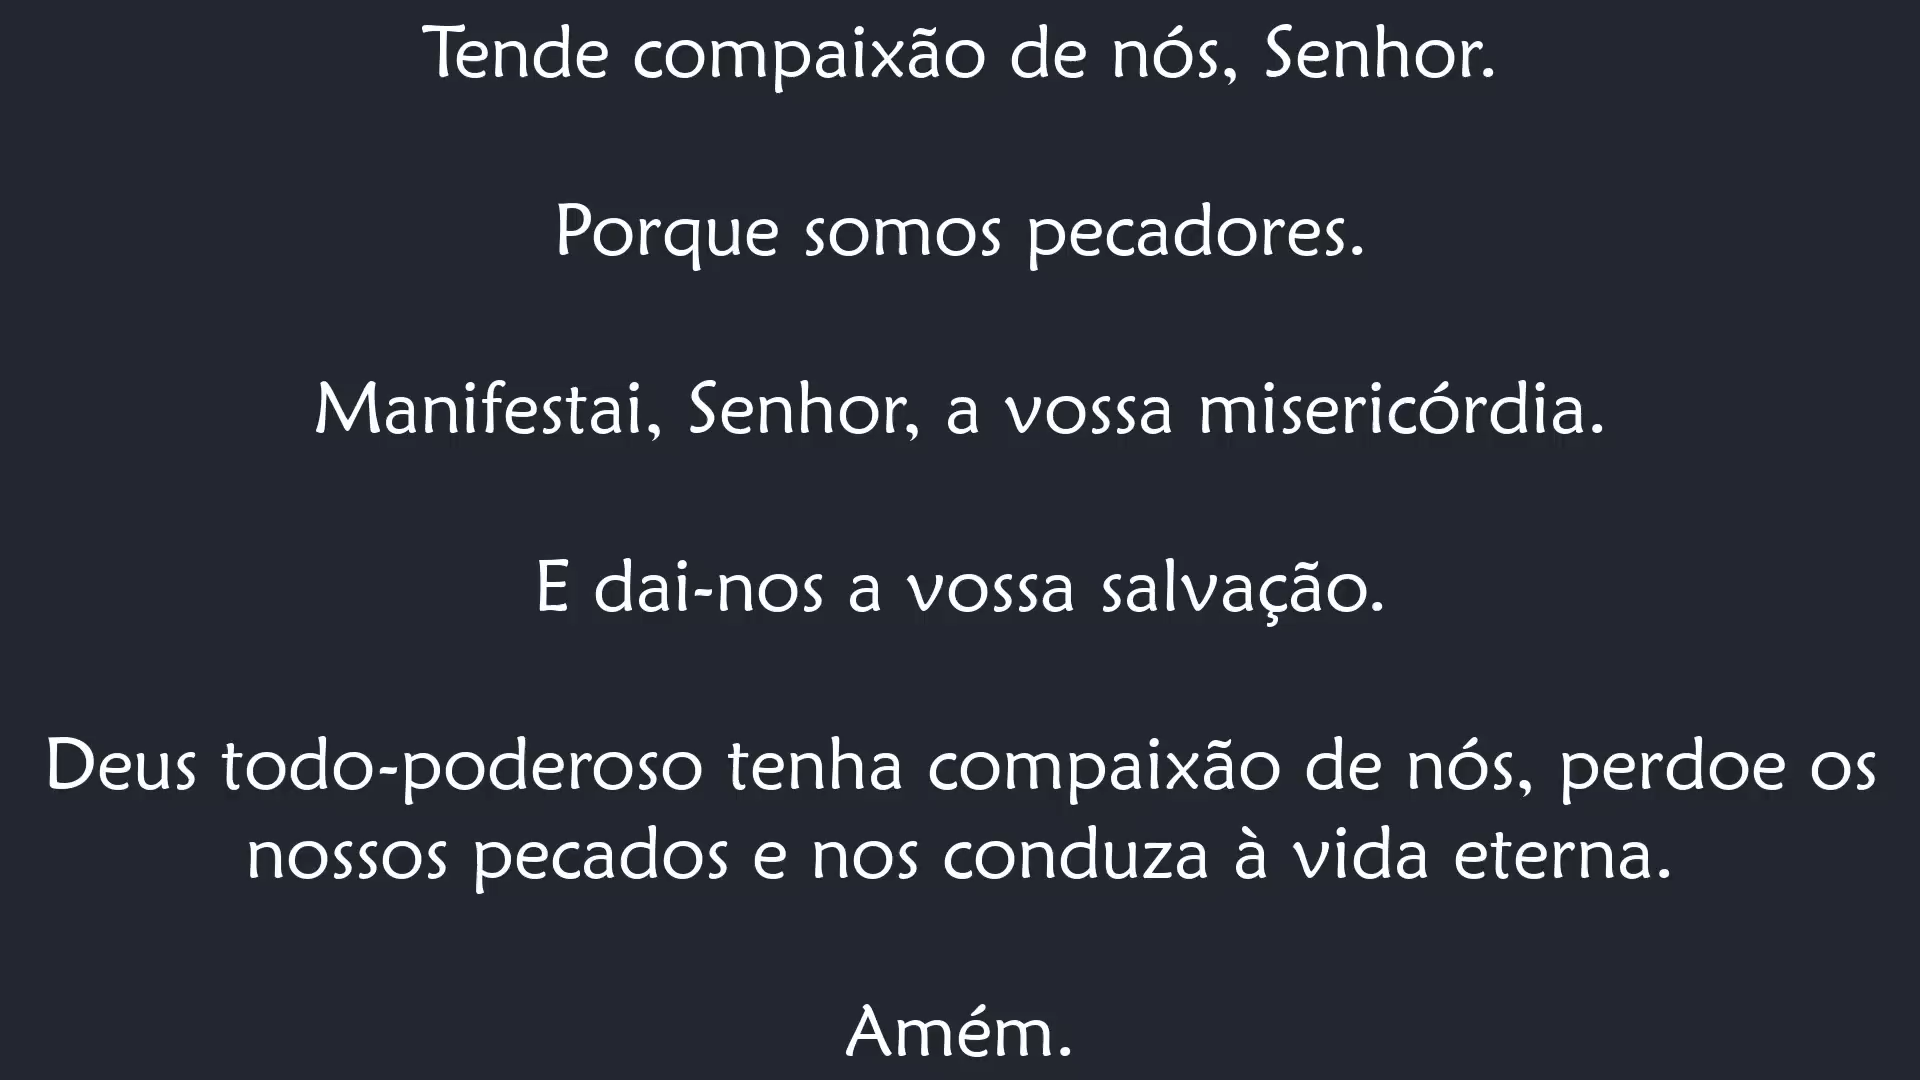 Tende compaixão de nós, Senhor.
Porque somos pecadores.
Manifestai, Senhor, a vossa misericórdia.
E dai-nos a vossa salvação.
Deus todo-poderoso tenha compaixão de nós, perdoe os
nossos pecados e nos conduza à vida eterna.
Amém.